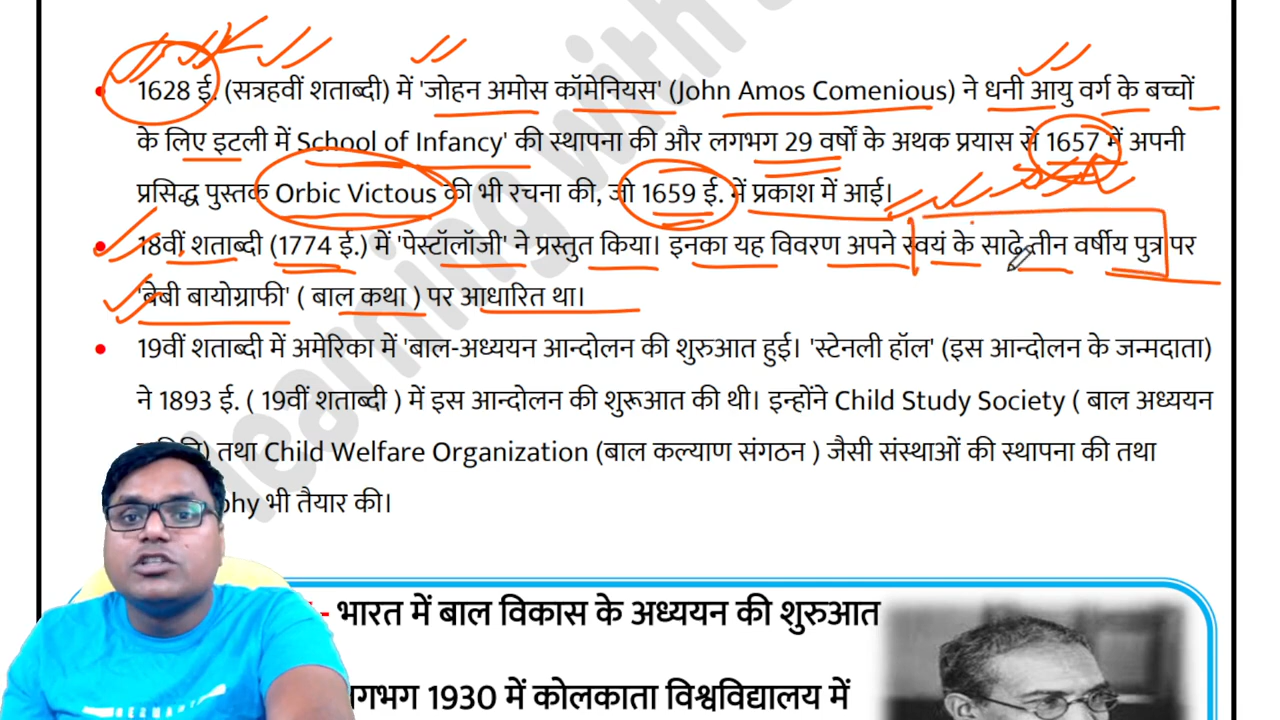 1628 ई. (सत्रहवीं शताब्दी) में 'जोहन अमोस कॉमेनियस' (John Amos Comenious) ने धनी आयु वर्ग के बच्चों
के लिए इटली में School of Infancy' की स्थापना की और लगभग 29 वर्षों के अथक प्रयास से 1657 में अपनी
प्रसिद्ध पुस्तक Orbic Victous की भी रचना की, जो 1659 ई. में प्रकाश में आई।
18वीं शताब्दी (1774 ई.) में 'पेस्टॉलॉजी' ने प्रस्तुत किया। इनका यह विवरण अपने स्वयं के साढ़े तीन वर्षीय पुत्र पर
'बेबी बायोग्राफी' ( बाल कथा ) पर आधारित था।
19वीं शताब्दी में अमेरिका में 'बाल-अध्ययन आन्दोलन की शुरुआत हुई। 'स्टेनली हॉल' (इस आन्दोलन के जन्मदाता)
ने 1893 ई. ( 19वीं शताब्दी ) में इस आन्दोलन की शुरूआत की थी। इन्होंने Child Study Society ( बाल अध्ययन
तथा Child Welfare Organization (बाल कल्याण संगठन ) जैसी संस्थाओं की स्थापना की तथा
भी तैयार की।
learning with
भारत में बाल विकास के अध्ययन की शुरुआत
1930 में कोलकाता विश्वविद्यालय में